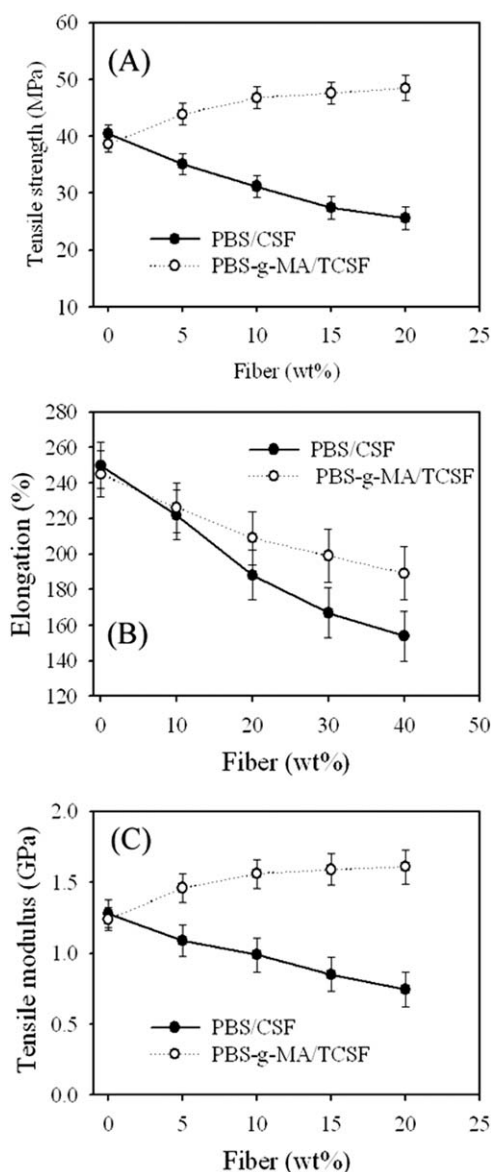 60
50
40
30
20
10
Tensile strength (MPa)
(A)
PBS/CSF
PBS-g-MA/TCSF
0 5 10 15 20 25
Fiber (wt%)
280
260
240
220
200
180
160
140
120
Elongation (%)
PBS/CSF
PBS-g-MA/TCSF
(B)
0 10 20 30 40 50
Fiber (wt%)
2.0
1.5
1.0
0.5
0.0
Tensile modulus (GPa)
(C)
PBS/CSF
PBS-g-MA/TCSF
0 5 10 15 20 25
Fiber (wt%)